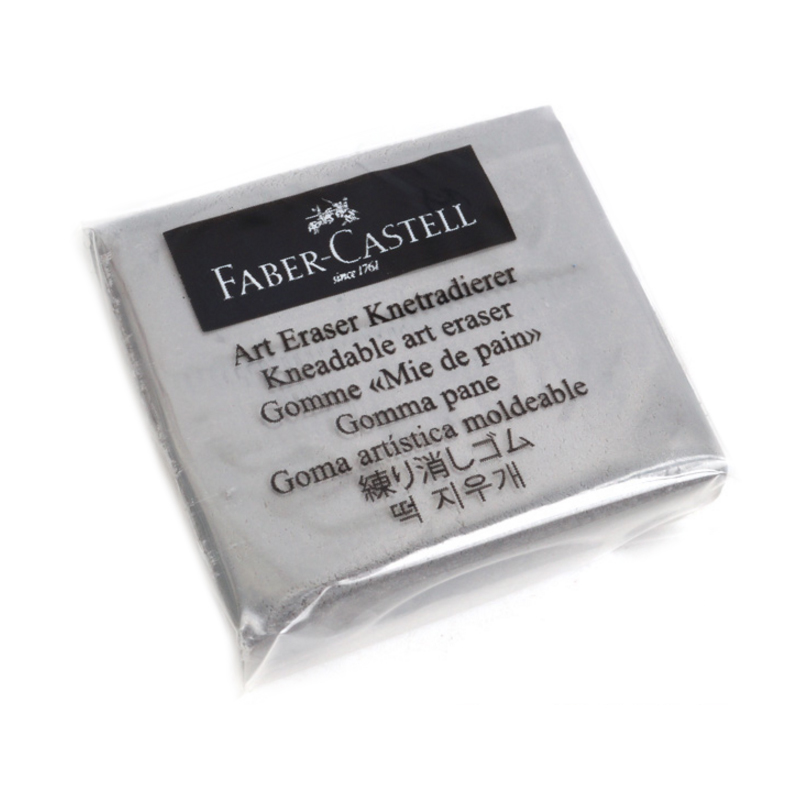 FABER-CASTELL
since 1761
Art Eraser Knetradierer
Kneadable art eraser
Gomme «Mie de pain»
Gomma pane
Goma artística moldeable
練り消しゴム
떡 지우개